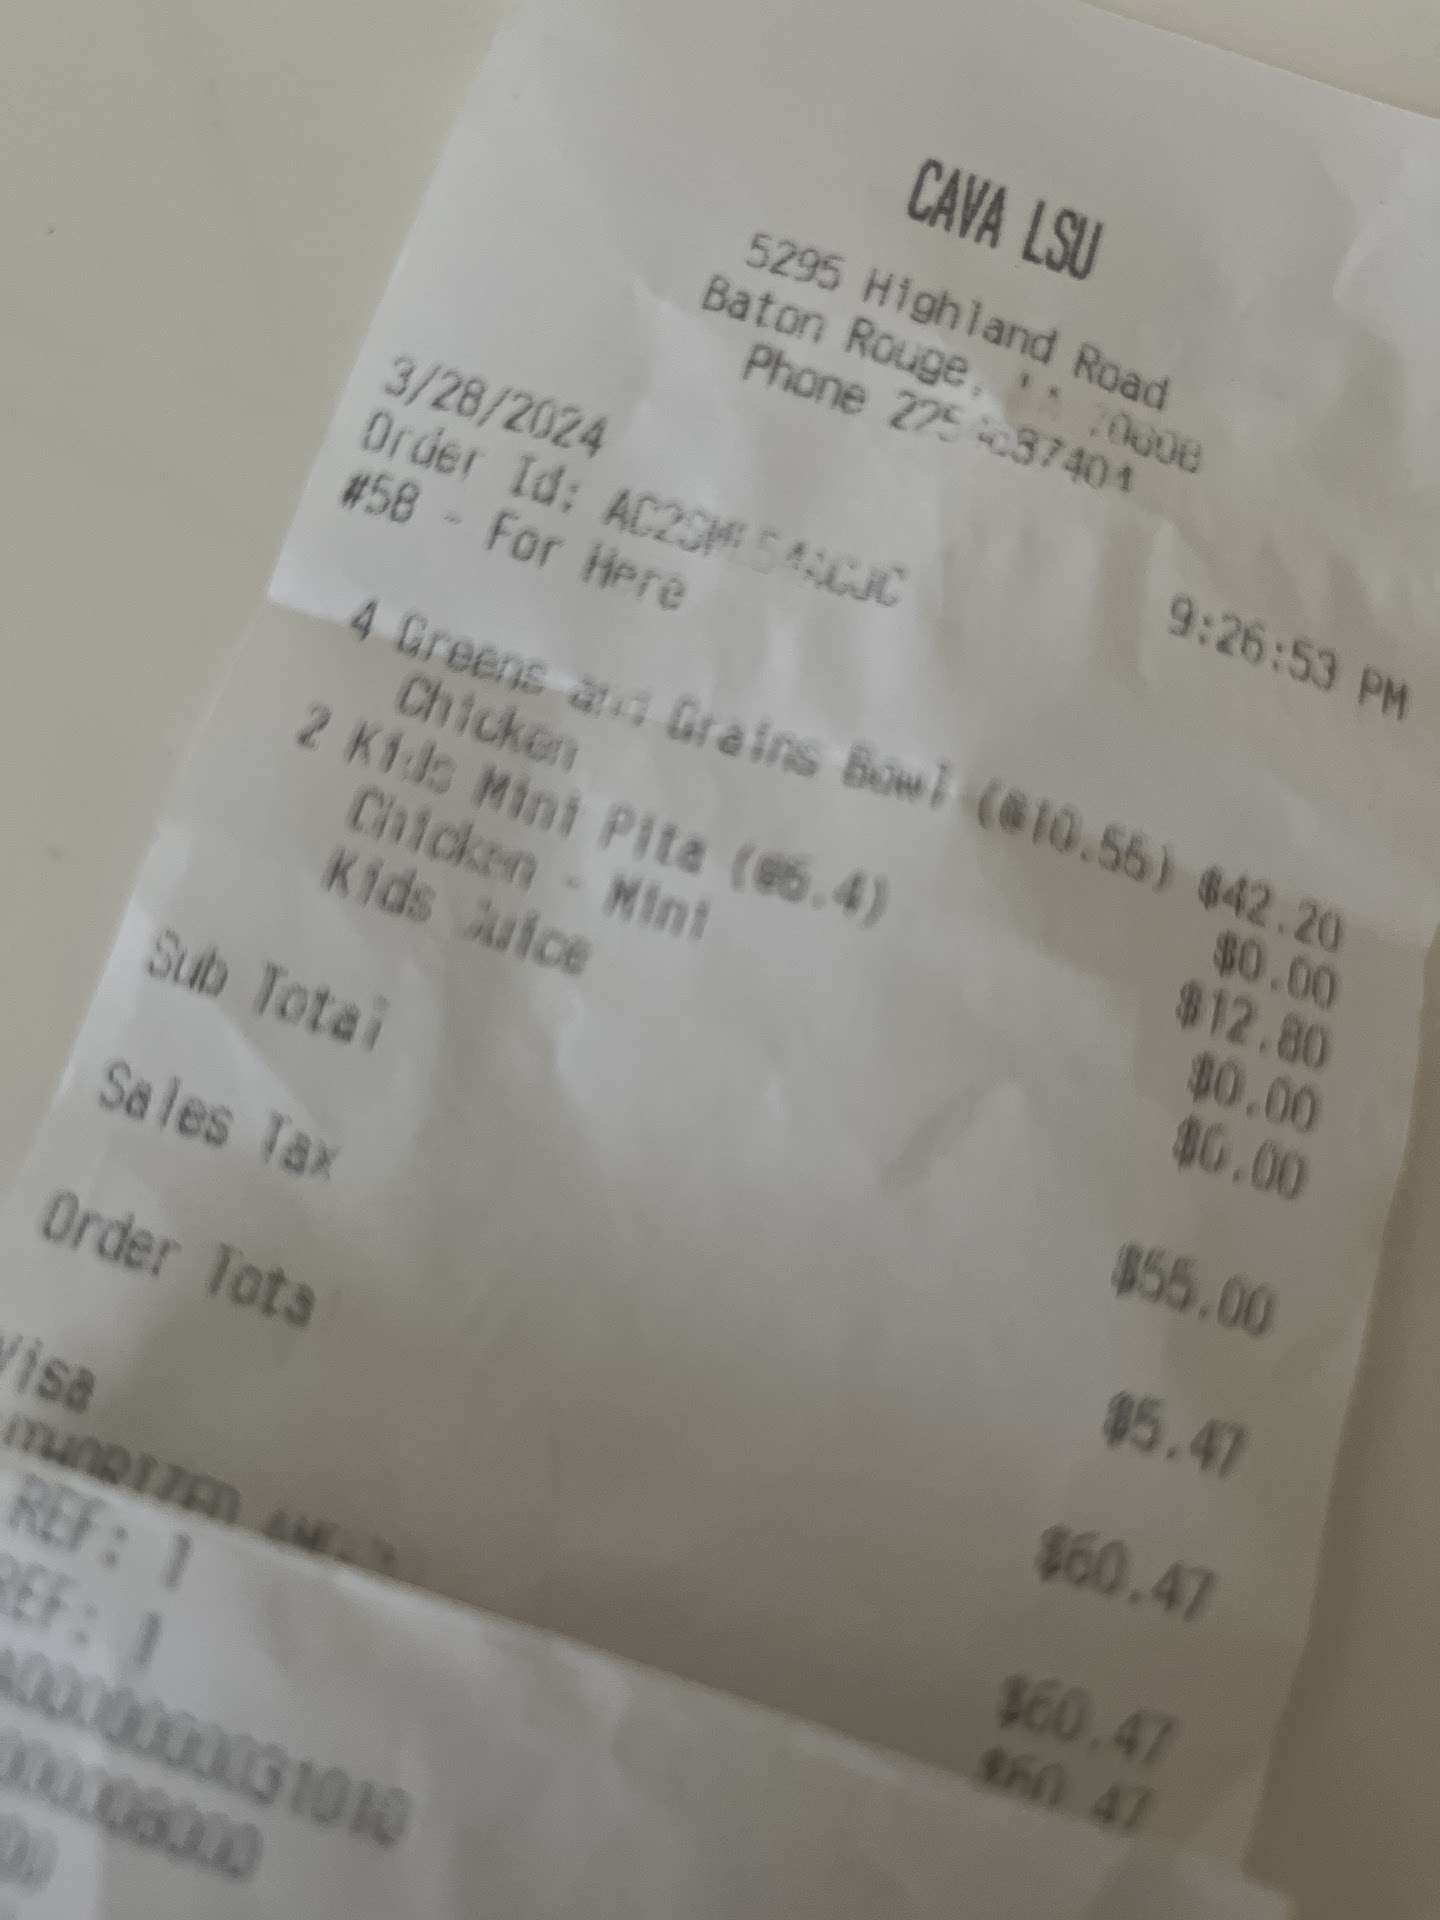 CAVA LSU
5295 Highland Road
Baton Rouge,
Phone
3/28/2024 9:26:53 PM
Order Id:
#58 - For Here
4 Greens and Grains Bowl (@10.55) $42.20
Chicken $0.00
2 Kids Mini Pita (@6.4) $12.80
Chicken - Mini $0.00
Kids Juice $0.00
Sub Total $55.00
Sales Tax $5.47
Order Tota $60.47
Visa $60.47
$60.47
REF: 1
REF: 1